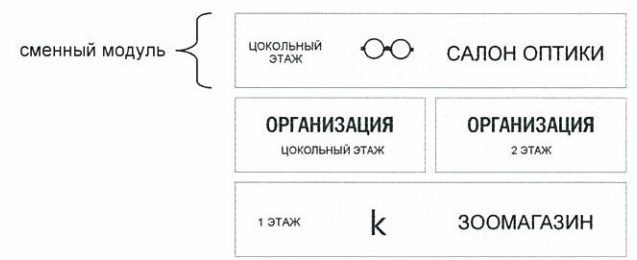 сменный модуль
ЦОКОЛЬНЫЙ
ЭТАЖ
САЛОН ОПТИКИ
ОРГАНИЗАЦИЯ
ЦОКОЛЬНЫЙ ЭТАЖ
ОРГАНИЗАЦИЯ
2 ЭТАЖ
1 ЭТАЖ
k
ЗООМАГАЗИН